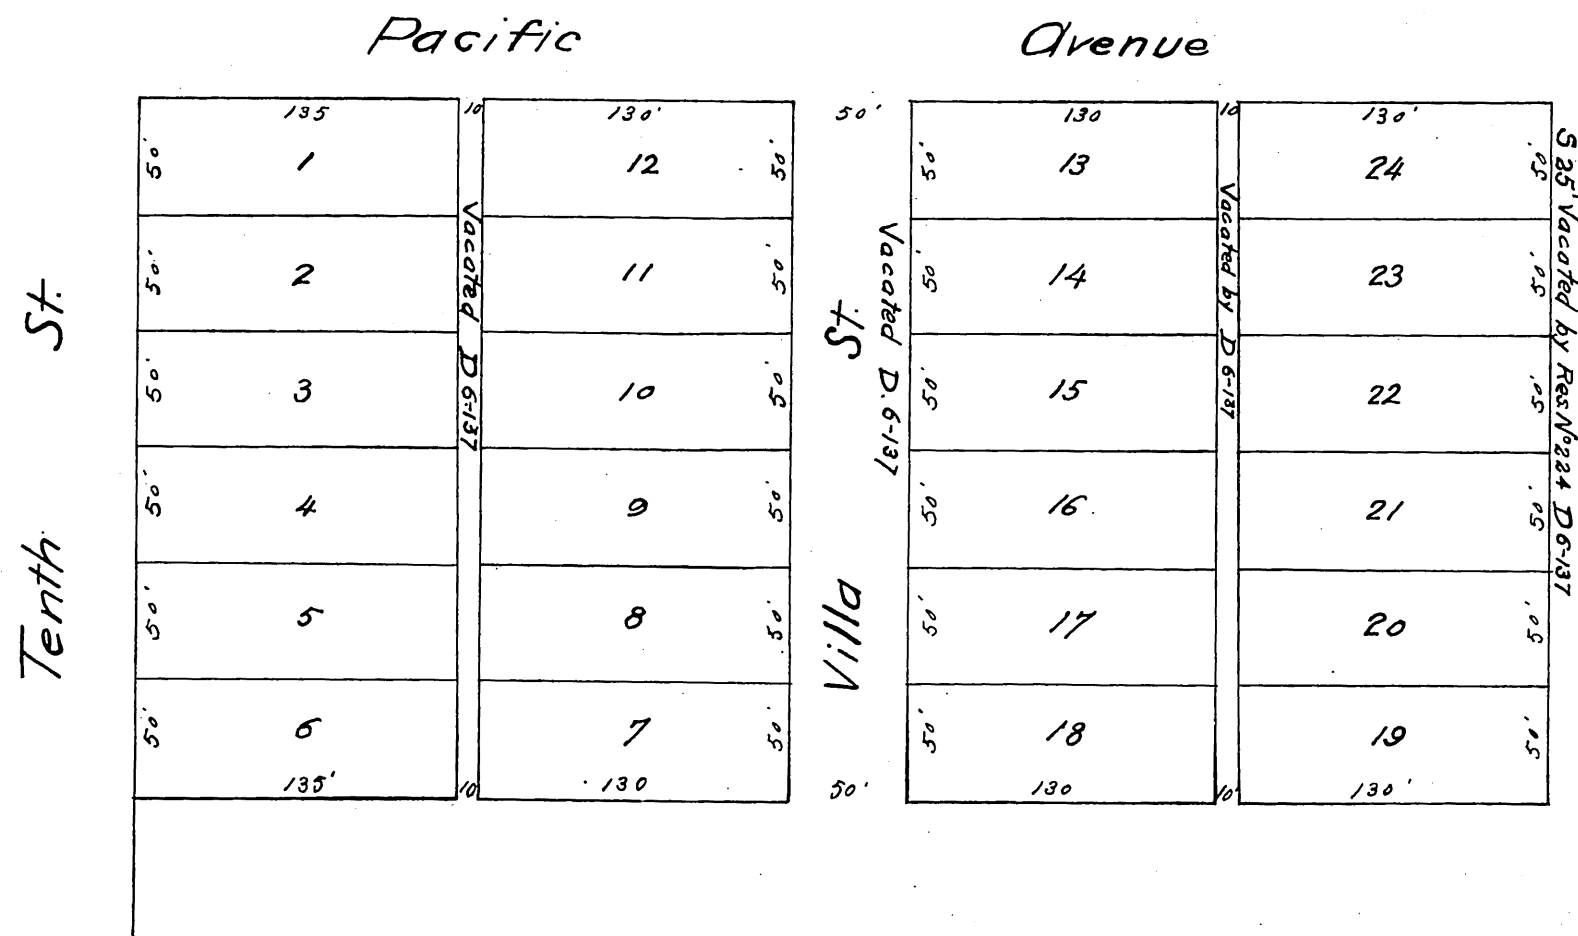 Pacific Avenue
135 10 130' 50' 130 10 130'
50' 1 12 50' 50' 13 24 50'
50' 2 11 50' 50' 14 23 50'
50' 3 10 50' 50' 15 22 50'
50' 4 9 50' 50' 16 21 50'
50' 5 8 50' 50' 17 20 50'
50' 6 7 50' 50' 18 19 50'
135' 10' 130 50' 130 10' 130'
Tenth St.
Vacated D 6-137
Villa St
Vacated D. 6-137
Vacated by D 6-137
S 25' Vacated by Res Nº 224 D 6-137